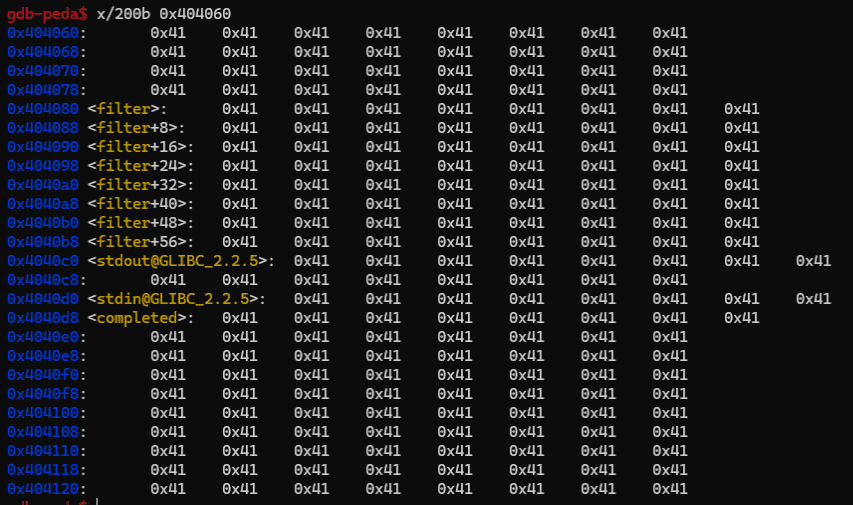 gdb-peda$ x/200b 0x404060
0x404060: 0x41 0x41 0x41 0x41 0x41 0x41 0x41 0x41
0x404068: 0x41 0x41 0x41 0x41 0x41 0x41 0x41 0x41
0x404070: 0x41 0x41 0x41 0x41 0x41 0x41 0x41 0x41
0x404078: 0x41 0x41 0x41 0x41 0x41 0x41 0x41 0x41
0x404080 <filter>: 0x41 0x41 0x41 0x41 0x41 0x41 0x41 0x41
0x404088 <filter+8>: 0x41 0x41 0x41 0x41 0x41 0x41 0x41 0x41
0x404090 <filter+16>: 0x41 0x41 0x41 0x41 0x41 0x41 0x41 0x41
0x404098 <filter+24>: 0x41 0x41 0x41 0x41 0x41 0x41 0x41 0x41
0x4040a0 <filter+32>: 0x41 0x41 0x41 0x41 0x41 0x41 0x41 0x41
0x4040a8 <filter+40>: 0x41 0x41 0x41 0x41 0x41 0x41 0x41 0x41
0x4040b0 <filter+48>: 0x41 0x41 0x41 0x41 0x41 0x41 0x41 0x41
0x4040b8 <filter+56>: 0x41 0x41 0x41 0x41 0x41 0x41 0x41 0x41
0x4040c0 <stdout@GLIBC_2.2.5>: 0x41 0x41 0x41 0x41 0x41 0x41 0x41 0x41
0x4040c8: 0x41 0x41 0x41 0x41 0x41 0x41 0x41 0x41
0x4040d0 <stdin@GLIBC_2.2.5>: 0x41 0x41 0x41 0x41 0x41 0x41 0x41 0x41
0x4040d8 <completed>: 0x41 0x41 0x41 0x41 0x41 0x41 0x41 0x41
0x4040e0: 0x41 0x41 0x41 0x41 0x41 0x41 0x41 0x41
0x4040e8: 0x41 0x41 0x41 0x41 0x41 0x41 0x41 0x41
0x4040f0: 0x41 0x41 0x41 0x41 0x41 0x41 0x41 0x41
0x4040f8: 0x41 0x41 0x41 0x41 0x41 0x41 0x41 0x41
0x404100: 0x41 0x41 0x41 0x41 0x41 0x41 0x41 0x41
0x404108: 0x41 0x41 0x41 0x41 0x41 0x41 0x41 0x41
0x404110: 0x41 0x41 0x41 0x41 0x41 0x41 0x41 0x41
0x404118: 0x41 0x41 0x41 0x41 0x41 0x41 0x41 0x41
0x404120: 0x41 0x41 0x41 0x41 0x41 0x41 0x41 0x41